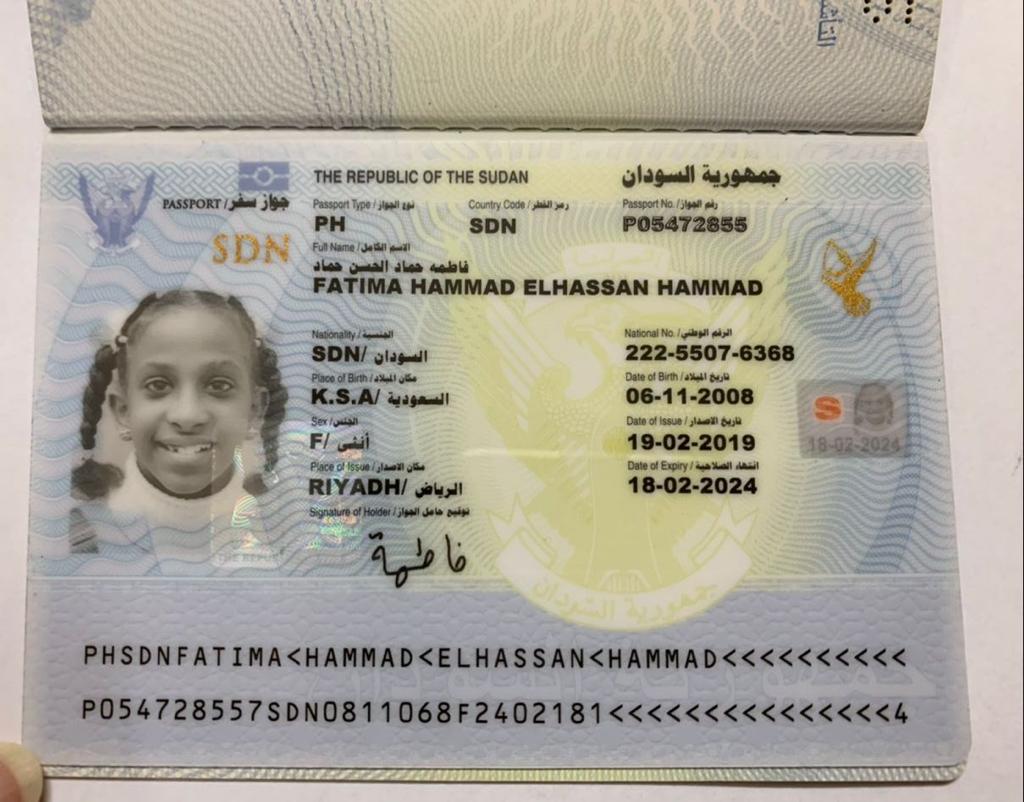 THE REPUBLIC OF THE SUDAN جمهورية السودان
PASSPORT / جواز سفر
Passport Type / نوع الجواز Country Code / رمز القطر Passport No. / رقم الجواز
PH SDN P05472855
SDN
Full Name / الاسم الكامل
فاطمه حماد الحسن حماد
FATIMA HAMMAD ELHASSAN HAMMAD
Nationality / الجنسية National No. / الرقم الوطني
SDN/ السودان 222-5507-6368
Place of Birth / مكان الميلاد Date of Birth / تاريخ الميلاد
K.S.A/ السعودية 06-11-2008
Sex / الجنس Date of Issue / تاريخ الاصدار
F/ أنثى 19-02-2019
S
18-02-2024
Place of Issue / مكان الاصدار Date of Expiry / انتهاء الصلاحية
RIYADH/ الرياض 18-02-2024
Signature of Holder / توقيع حامل الجواز
فاطمة
جمهورية السودان
PHSDNFATIMA<HAMMAD<ELHASSAN<HAMMAD<<<<<<<<<<
P054728557SDN0811068F2402181<<<<<<<<<<<<<<<4